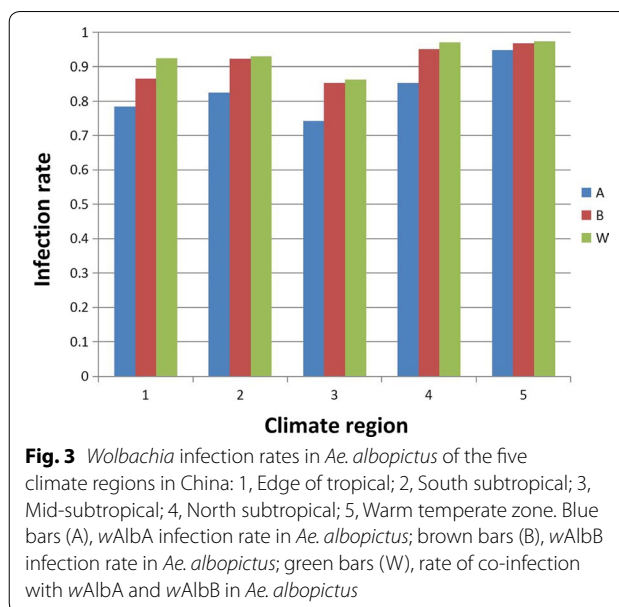 1
0.9
0.8
0.7
0.6
0.5
0.4
0.3
0.2
0.1
0
Infection rate
1 2 3 4 5
Climate region
A
B
W
Fig. 3 Wolbachia infection rates in Ae. albopictus of the five
climate regions in China: 1, Edge of tropical; 2, South subtropical; 3,
Mid-subtropical; 4, North subtropical; 5, Warm temperate zone. Blue
bars (A), wAlbA infection rate in Ae. albopictus; brown bars (B), wAlbB
infection rate in Ae. albopictus; green bars (W), rate of co-infection
with wAlbA and wAlbB in Ae. albopictus